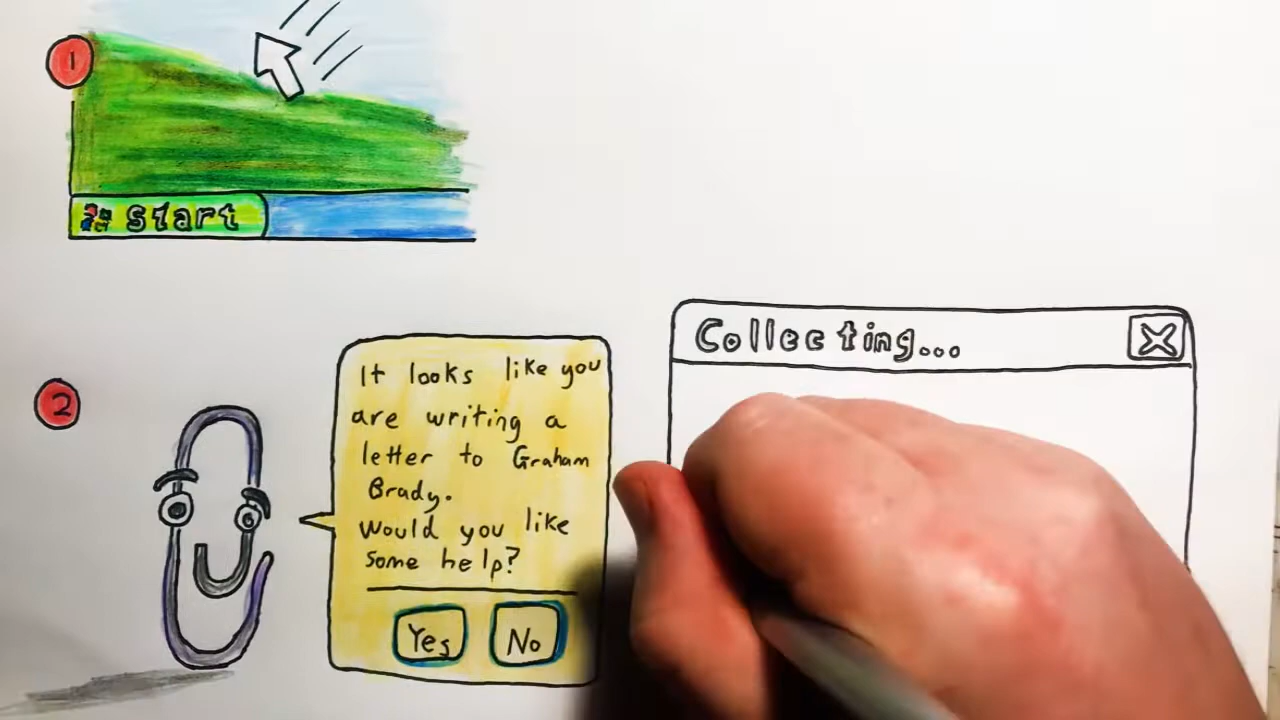 1
start
2
It looks like you
are writing a
letter to Graham
Brady.
Would you like
some help?
Yes No
Collecting...
X